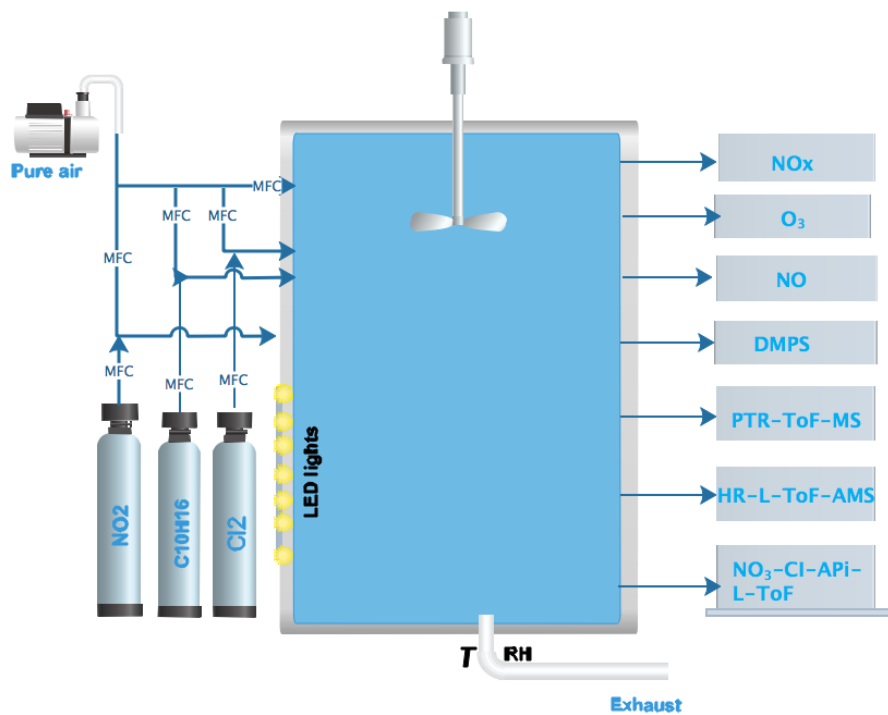 Pure air
MFC
MFC
MFC
MFC
MFC
MFC
MFC
NO2
C10H16
Cl2
LED lights
NOx
O₃
NO
DMPS
PTR-ToF-MS
HR-L-ToF-AMS
NO₃-CI-APi-
L-ToF
T RH
Exhaust